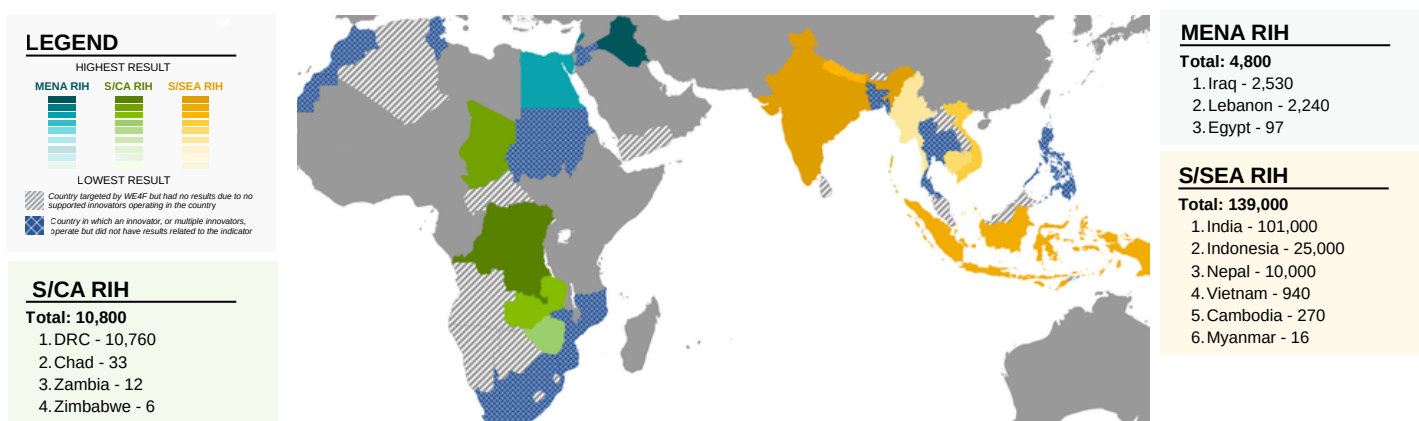 LEGEND
HIGHEST RESULT
MENA RIH S/CA RIH S/SEA RIH
LOWEST RESULT
Country targeted by WE4F but had no results due to no
supported innovators operating in the country
Country in which an innovator, or multiple innovators,
operate but did not have results related to the indicator
S/CA RIH
Total: 10,800
1. DRC - 10,760
2. Chad - 33
3. Zambia - 12
4. Zimbabwe - 6
MENA RIH
Total: 4,800
1. Iraq - 2,530
2. Lebanon - 2,240
3. Egypt - 97
S/SEA RIH
Total: 139,000
1. India - 101,000
2. Indonesia - 25,000
3. Nepal - 10,000
4. Vietnam - 940
5. Cambodia - 270
6. Myanmar - 16